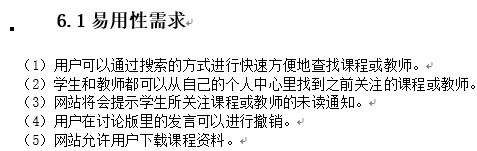 6.1 易用性需求
（1）用户可以通过搜索的方式进行快速方便地查找课程或教师。
（2）学生和教师都可以从自己的个人中心里找到之前关注的课程或教师。
（3）网站将会提示学生所关注课程或教师的未读通知。
（4）用户在讨论版里的发言可以进行撤销。
（5）网站允许用户下载课程资料。